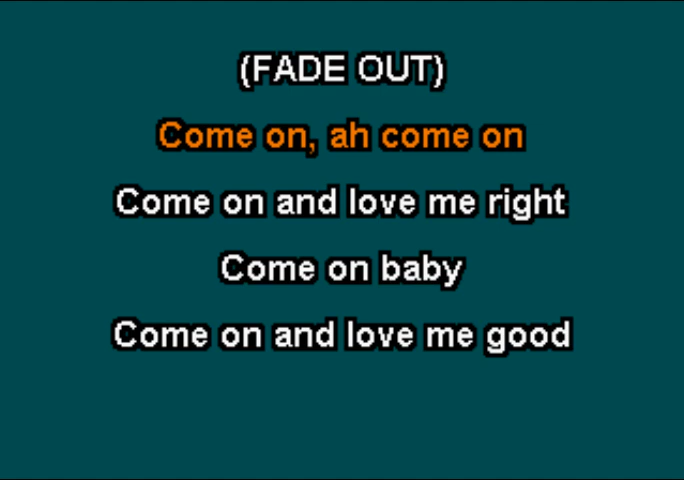 (FADE OUT)
Come on, ah come on
Come on and love me right
Come on baby
Come on and love me good